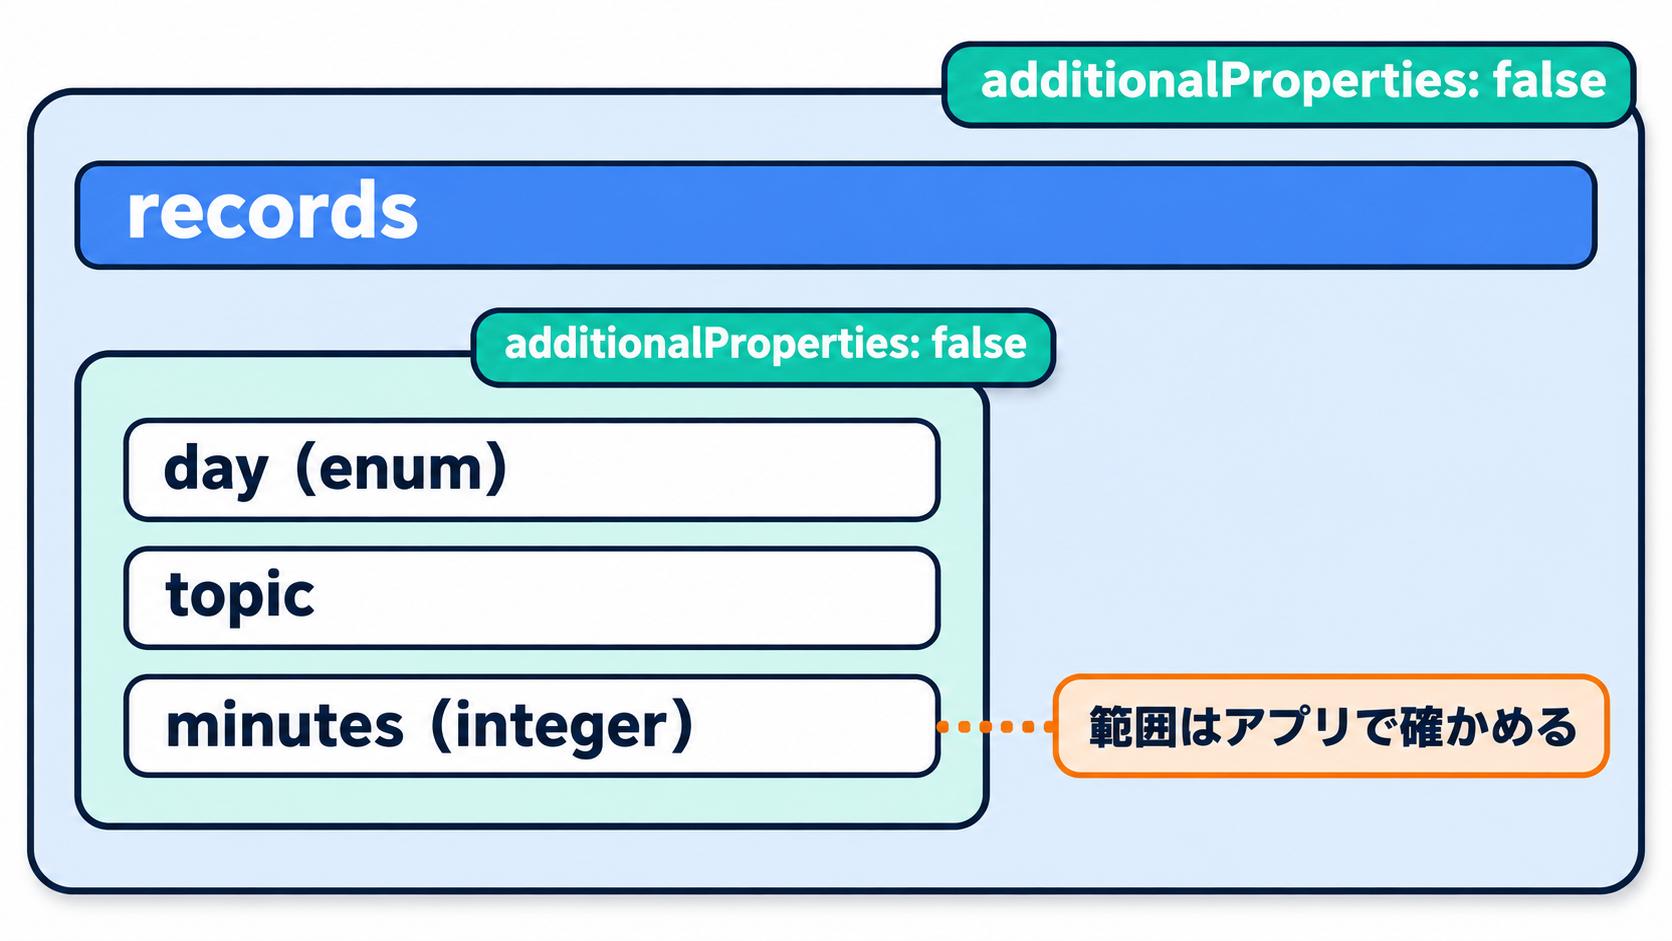 additionalProperties: false
records
additionalProperties: false
day (enum)
topic
minutes (integer)
範囲はアプリで確かめる